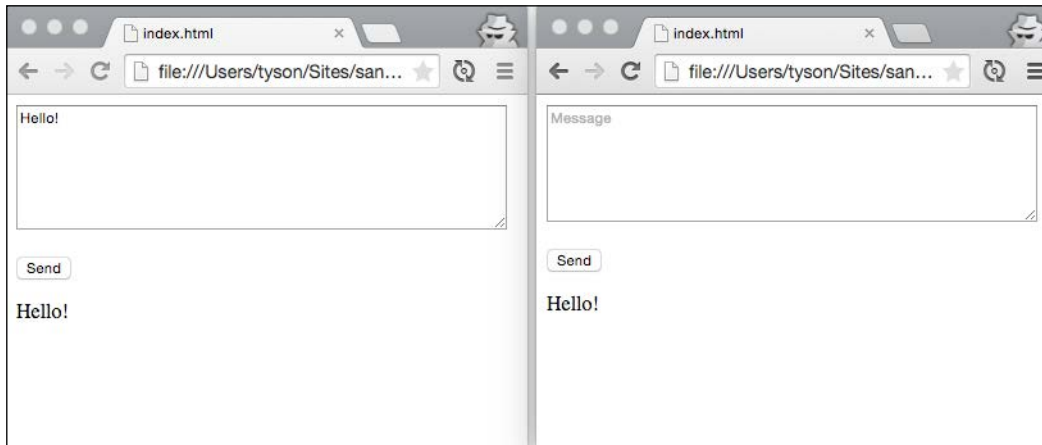 index.html
file:///Users/tyson/Sites/san...
Hello!
Send
Hello!
index.html
file:///Users/tyson/Sites/san...
Message
Send
Hello!